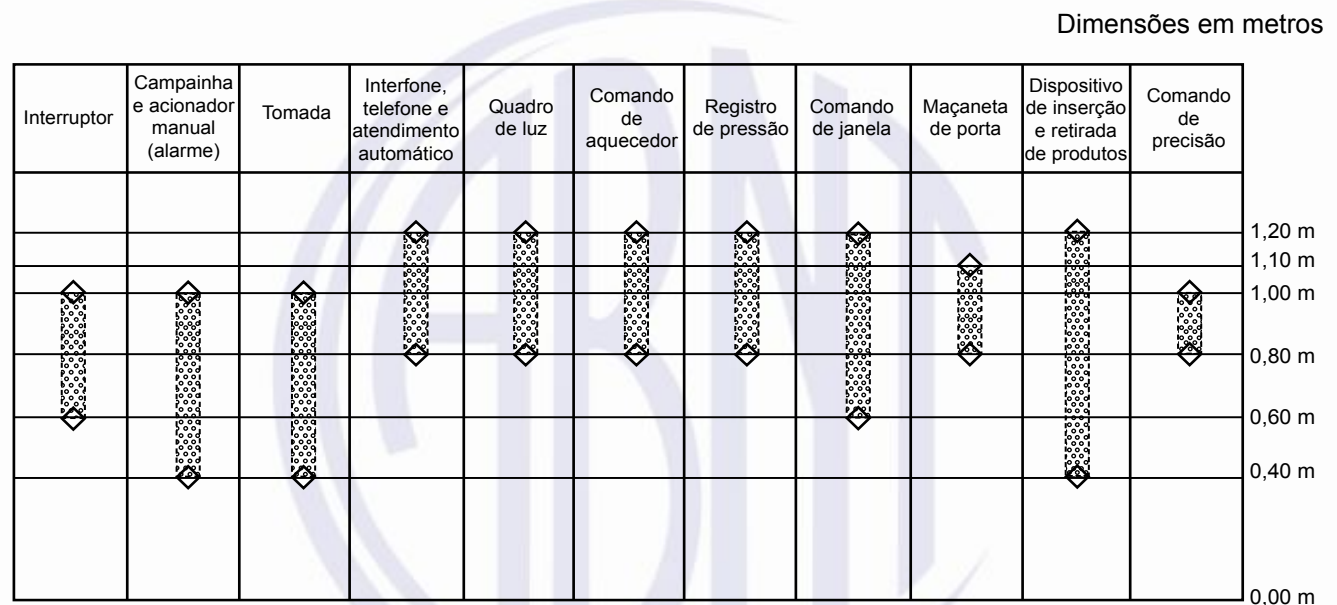 Dimensões em metros
Interruptor
Campainha
e acionador
manual
(alarme)
Tomada
Interfone,
telefone e
atendimento
automático
Quadro
de luz
Comando
de
aquecedor
Registro
de pressão
Comando
de janela
Maçaneta
de porta
Dispositivo
de inserção
e retirada
de produtos
Comando
de
precisão
1,20 m
1,10 m
1,00 m
0,80 m
0,60 m
0,40 m
0,00 m
ABNT